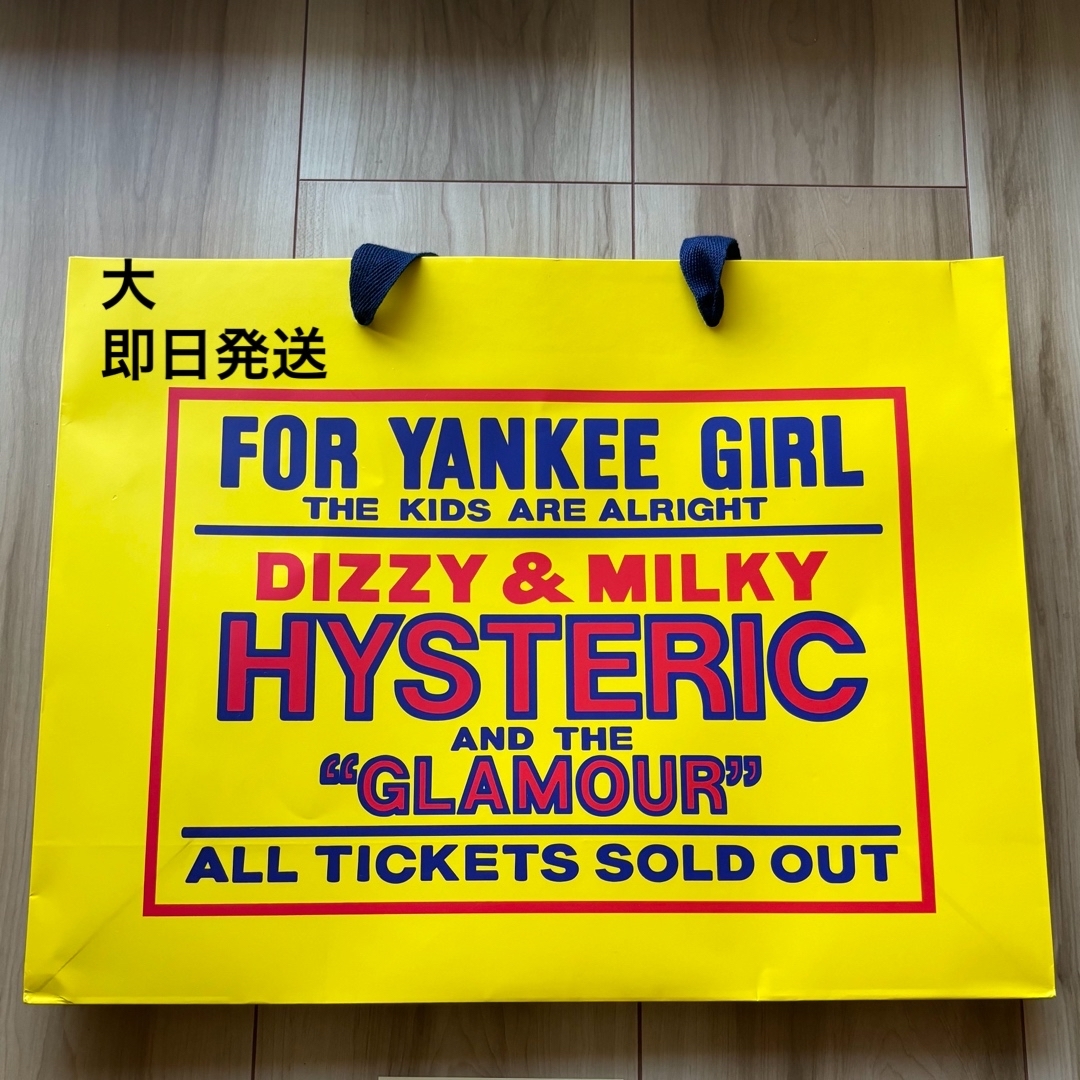 大
即日発送
FOR YANKEE GIRL
THE KIDS ARE ALRIGHT
DIZZY & MILKY
HYSTERIC
AND THE
“GLAMOUR”
ALL TICKETS SOLD OUT